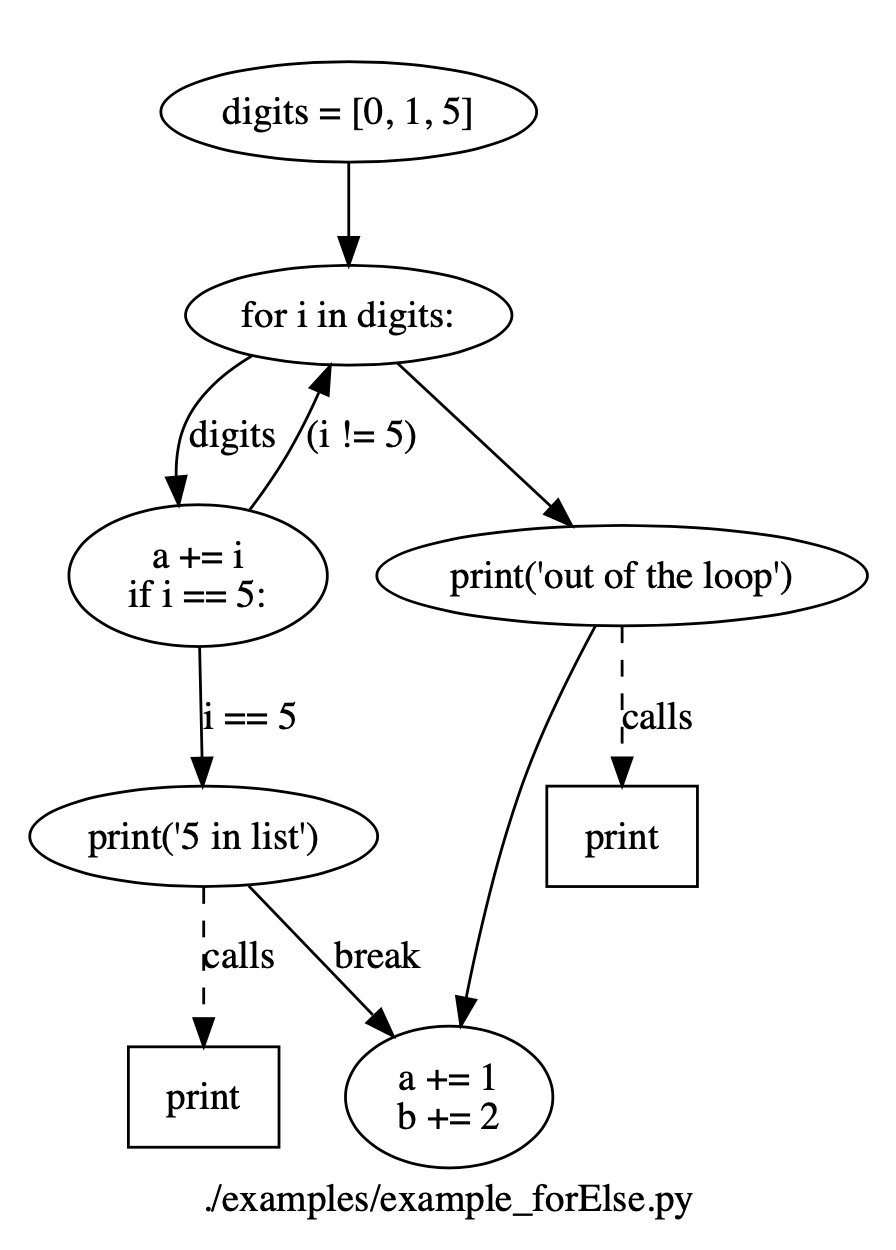 digits = [0, 1, 5]
for i in digits:
digits
(i != 5)
a += i
if i == 5:
print('out of the loop')
i == 5
calls
print('5 in list')
print
calls
break
print
a += 1
b += 2
./examples/example_forElse.py